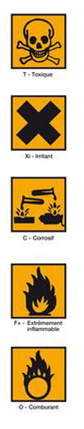 T - Toxique
Xi - Irritant
C - Corrosif
F+ - Extrêmement
inflammable
O - Comburant